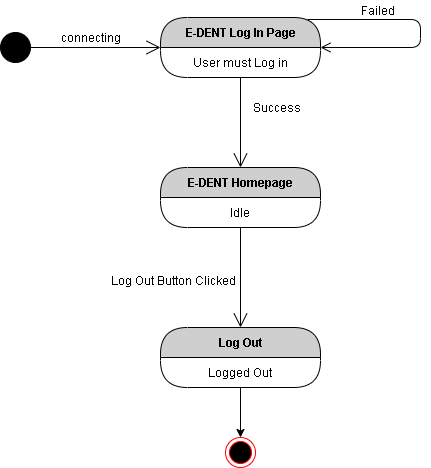 Failed
connecting
E-DENT Log In Page
User must Log in
Success
E-DENT Homepage
Idle
Log Out Button Clicked
Log Out
Logged Out